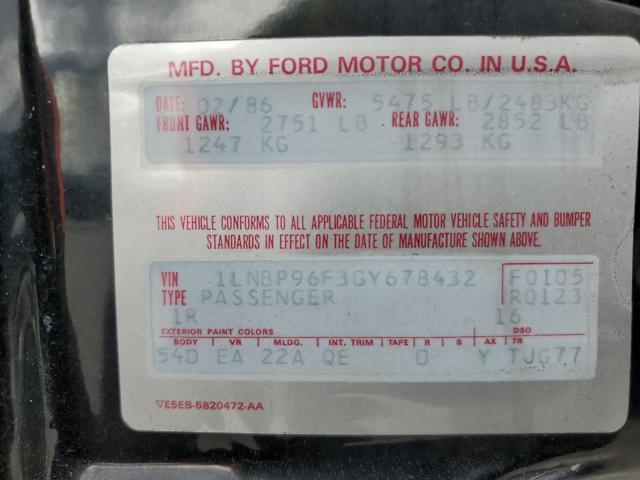 MFD. BY FORD MOTOR CO. IN U.S.A.
DATE: 02/86 GVWR: 5475 LB/2483KG
FRONT GAWR: 2751 LB REAR GAWR: 2852 LB
1247 KG 1293 KG
THIS VEHICLE CONFORMS TO ALL APPLICABLE FEDERAL MOTOR VEHICLE SAFETY AND BUMPER
STANDARDS IN EFFECT ON THE DATE OF MANUFACTURE SHOWN ABOVE.
VIN 1LNBP96F3GY678432 F0105
TYPE PASSENGER R0123
1R 16
EXTERIOR PAINT COLORS DSO
BODY VR MLDG. INT. TRIM TAPE R S AX TR
54D EA 22A QE 0 Y TJG77
▽E5EB-5820472-AA